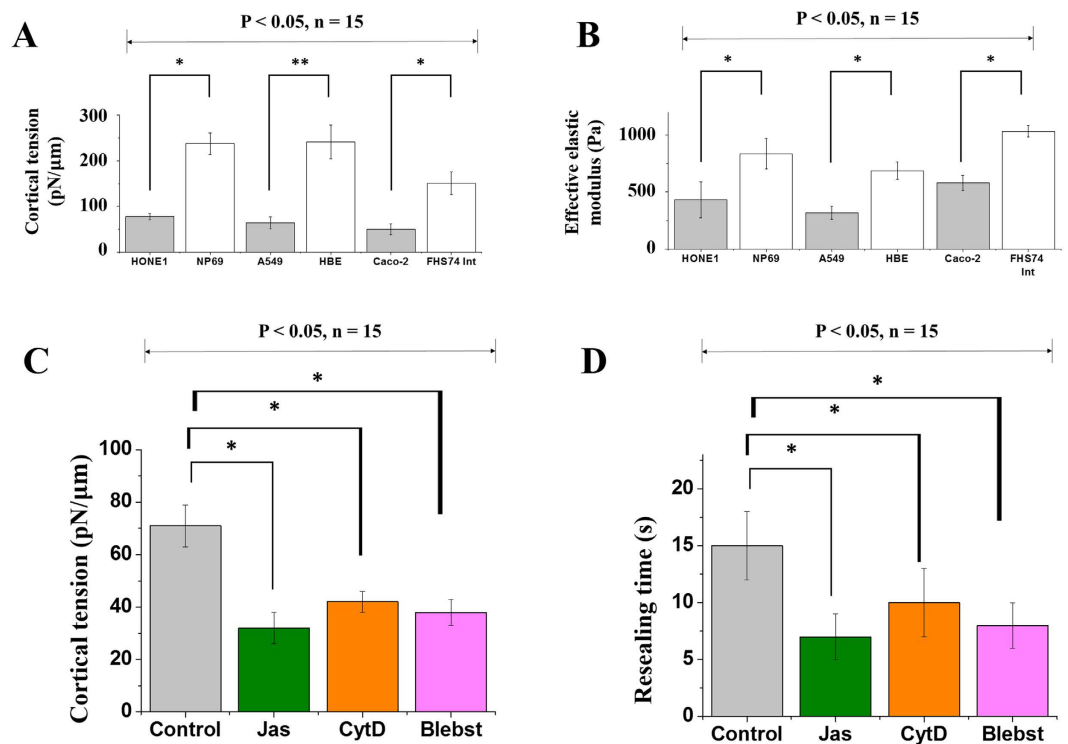 A
P < 0.05, n = 15
* ** *
Cortical tension
(pN/μm)
300
200
100
0
HONE1 NP69 A549 HBE Caco-2 FHS74 Int
B
P < 0.05, n = 15
* * *
Effective elastic
modulus (Pa)
1000
500
0
HONE1 NP69 A549 HBE Caco-2 FHS74
Int
C
P < 0.05, n = 15
*
*
*
Cortical tension (pN/μm)
100
80
60
40
20
0
Control Jas CytD Blebst
D
P < 0.05, n = 15
*
*
*
Resealing time (s)
20
15
10
5
0
Control Jas CytD Blebst